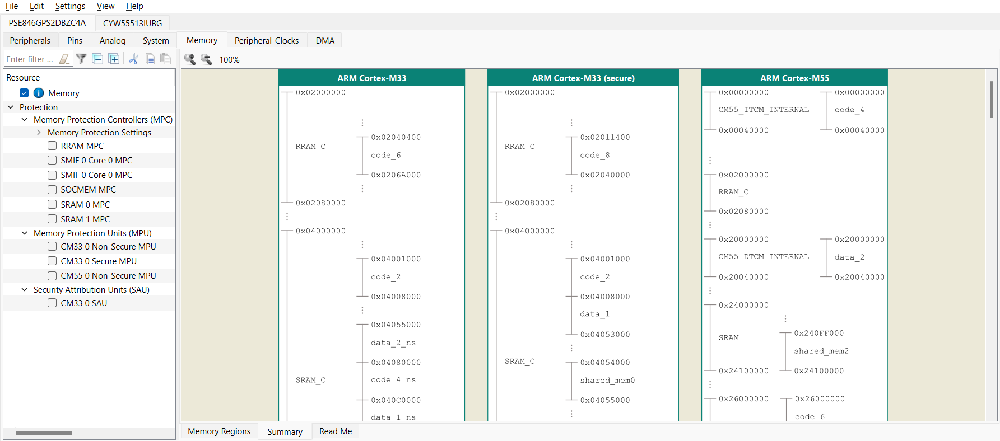 File Edit Settings View Help
PSE846GPS2DBZC4A CYW55513IUBG
Peripherals Pins Analog System Memory Peripheral-Clocks DMA
Enter filter ...
100%
Resource
Memory
Protection
Memory Protection Controllers (MPC)
Memory Protection Settings
RRAM MPC
SMIF 0 Core 0 MPC
SMIF 0 Core 0 MPC
SOCMEM MPC
SRAM 0 MPC
SRAM 1 MPC
Memory Protection Units (MPU)
CM33 0 Non-Secure MPU
CM33 0 Secure MPU
CM55 0 Non-Secure MPU
Security Attribution Units (SAU)
CM33 0 SAU
ARM Cortex-M33
0x02000000
0x02040400
RRAM_C
code_6
0x0206A000
0x02080000
0x04000000
0x04001000
code_2
0x04008000
0x04055000
data_2_ns
0x04080000
SRAM_C
code_4_ns
0x040C0000
data_1_ns
ARM Cortex-M33 (secure)
0x02000000
0x02011400
RRAM_C
code_8
0x02040000
0x02080000
0x04000000
0x04001000
code_2
0x04008000
data_1
0x04053000
SRAM_C
0x04054000
shared_mem0
0x04055000
ARM Cortex-M55
0x00000000 0x00000000
CM55_ITCM_INTERNAL code_4
0x00040000 0x00040000
0x02000000
RRAM_C
0x02080000
0x20000000 0x20000000
CM55_DTCM_INTERNAL data_2
0x20040000 0x20040000
0x24000000
0x240FF000
SRAM
shared_mem2
0x24100000 0x24100000
0x26000000 0x26000000
code_6
Memory Regions Summary Read Me